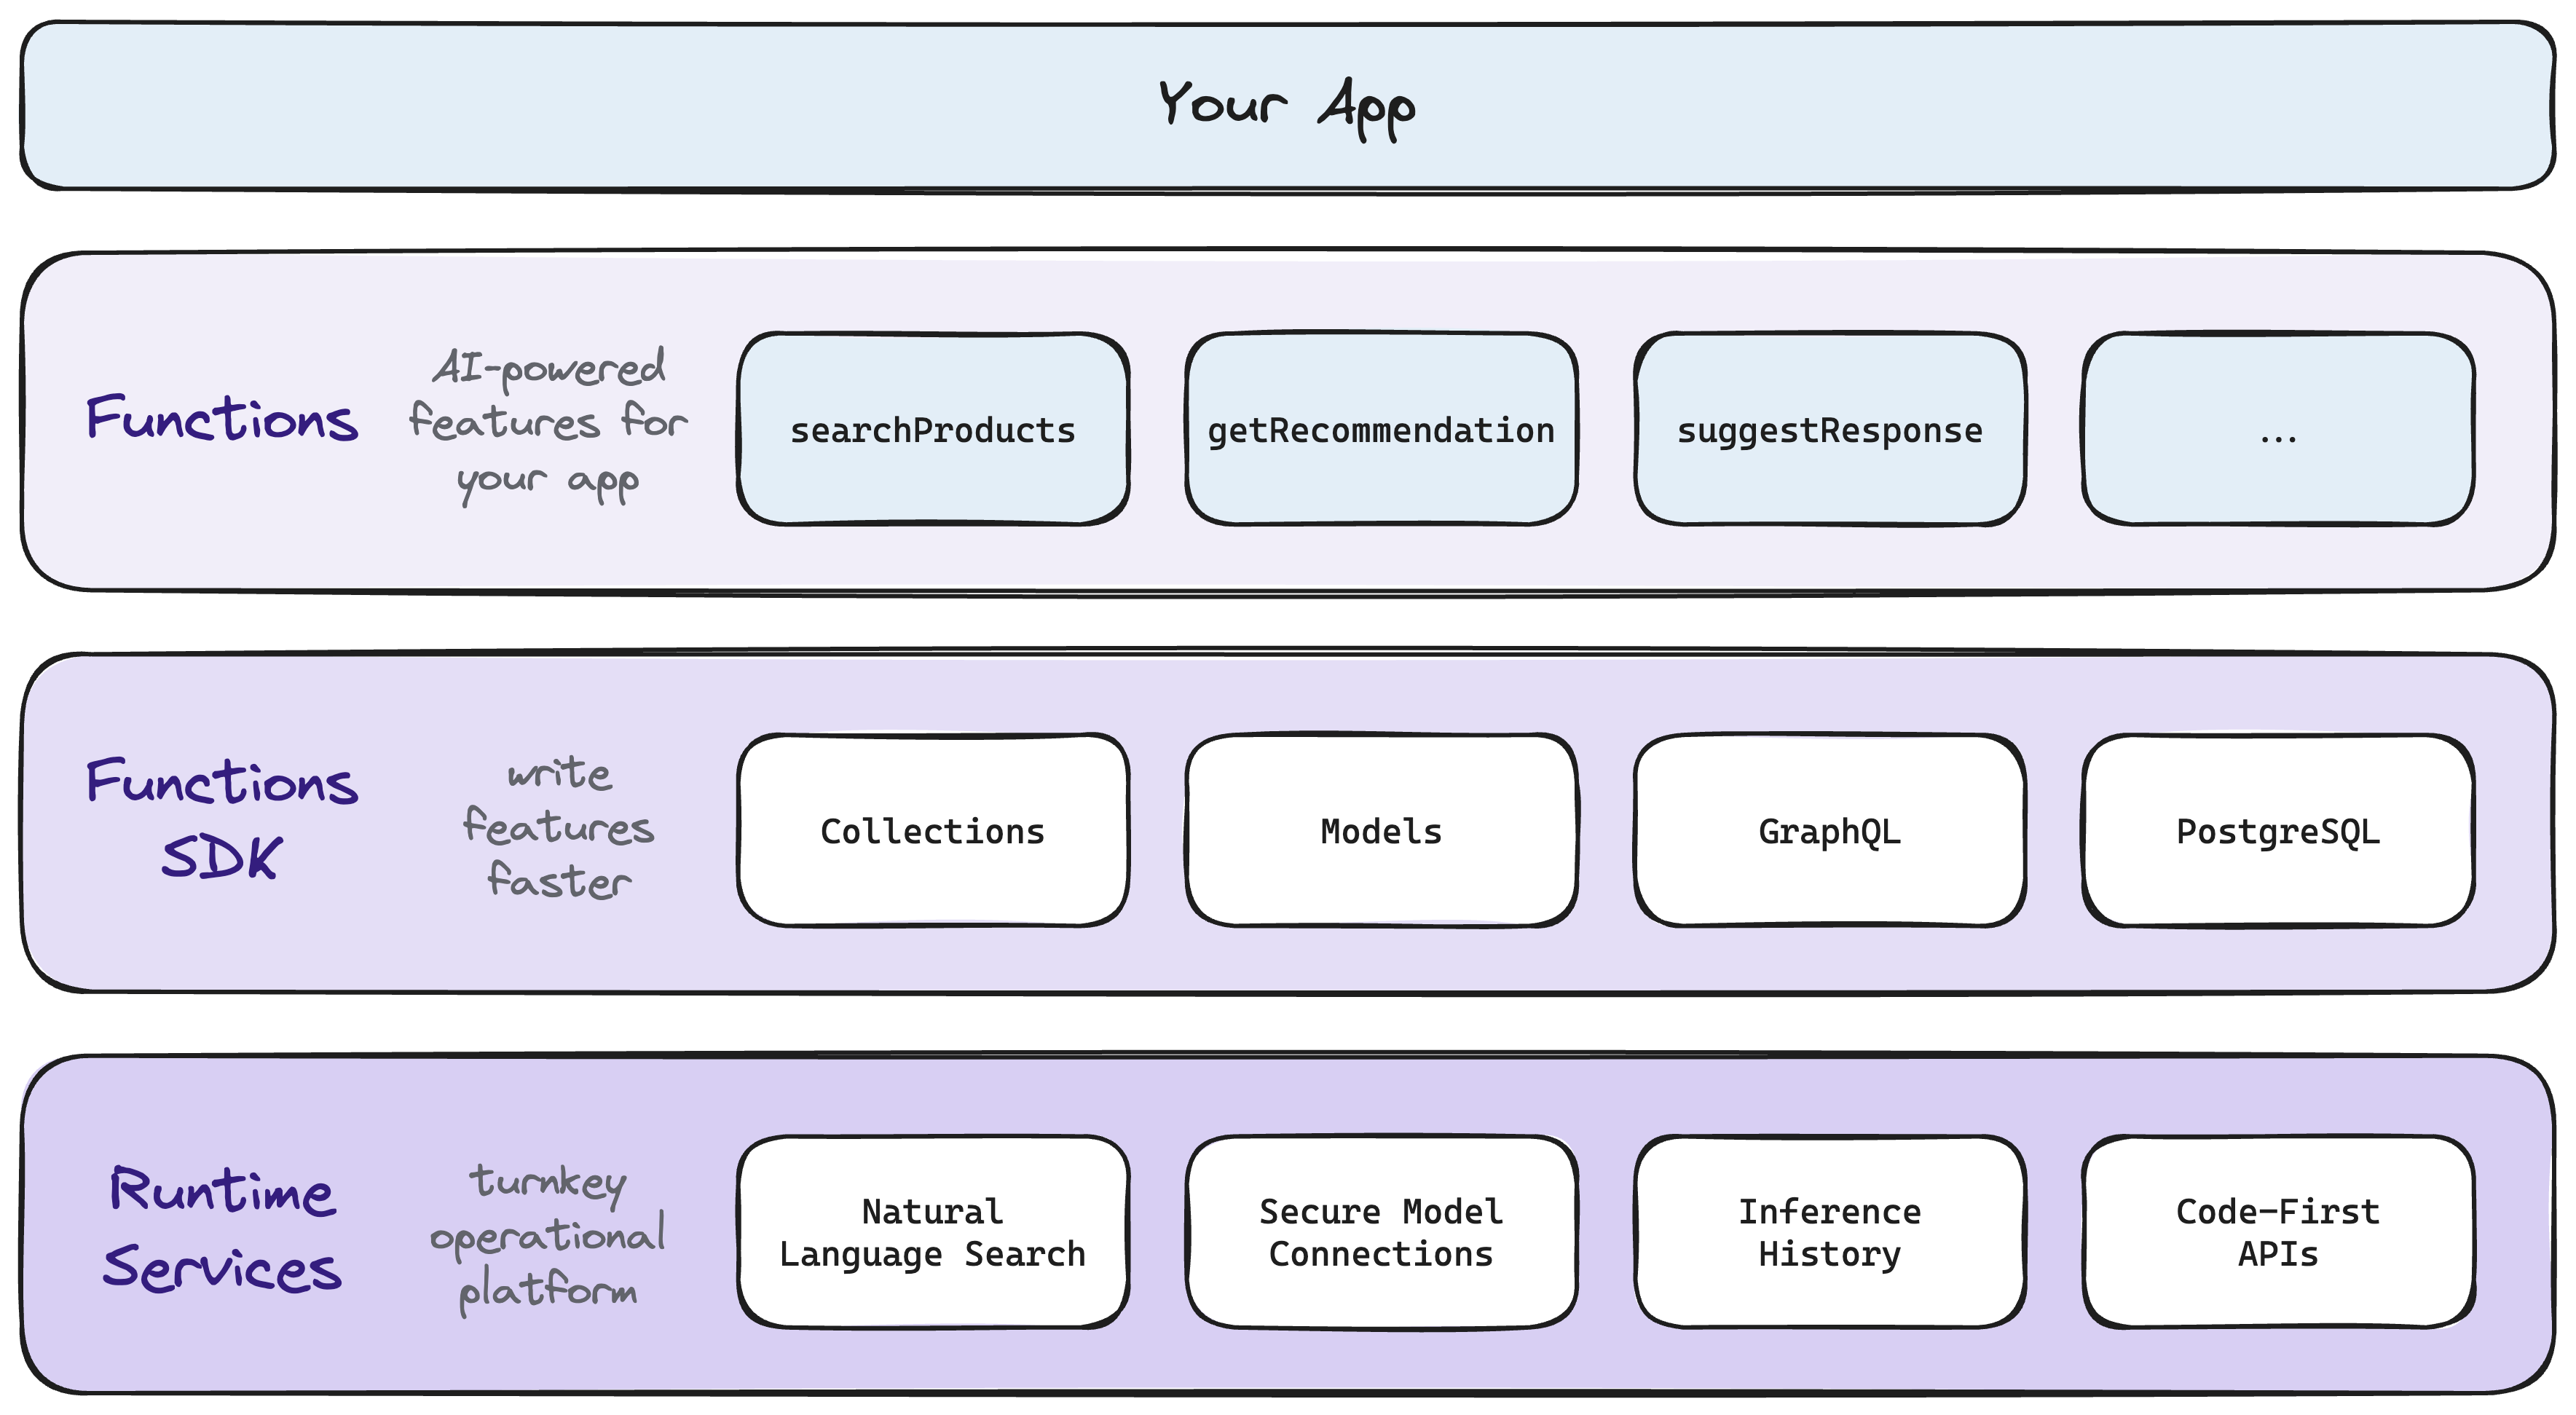 Your App
Functions
AI-powered
features for
your app
searchProducts
getRecommendation
suggestResponse
...
Functions
SDK
write
features
faster
Collections
Models
GraphQL
PostgreSQL
Runtime
Services
turnkey
operational
platform
Natural
Language Search
Secure Model
Connections
Inference
History
Code-First
APIs